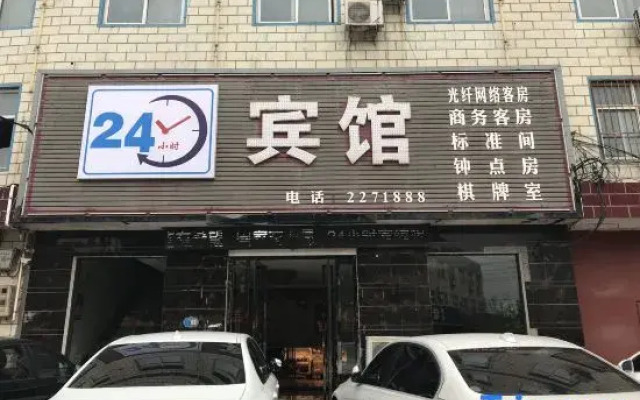 24
小时
宾馆
电话 2271888
光纤网络客房
商务客房
标准间
钟点房
棋牌室